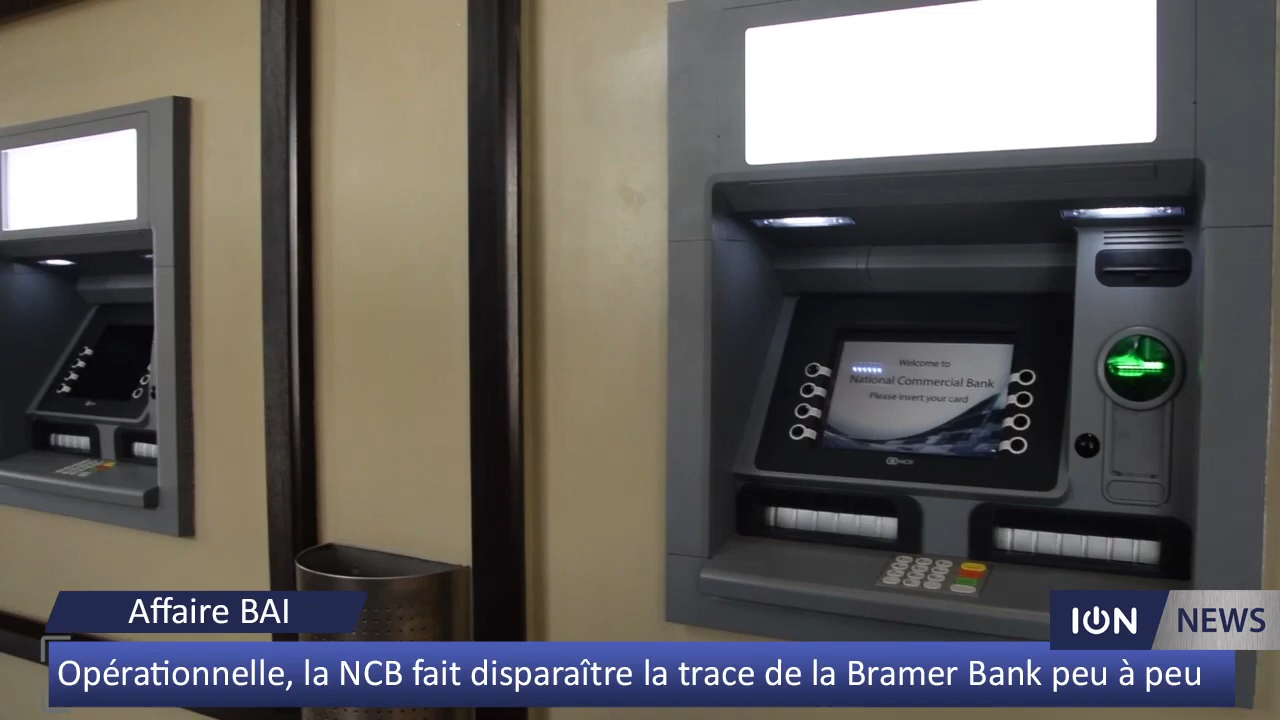 Welcome to
National Commercial Bank
Please insert your card
NCR
Affaire BAI
ION NEWS
Opérationnelle, la NCB fait disparaître la trace de la Bramer Bank peu à peu